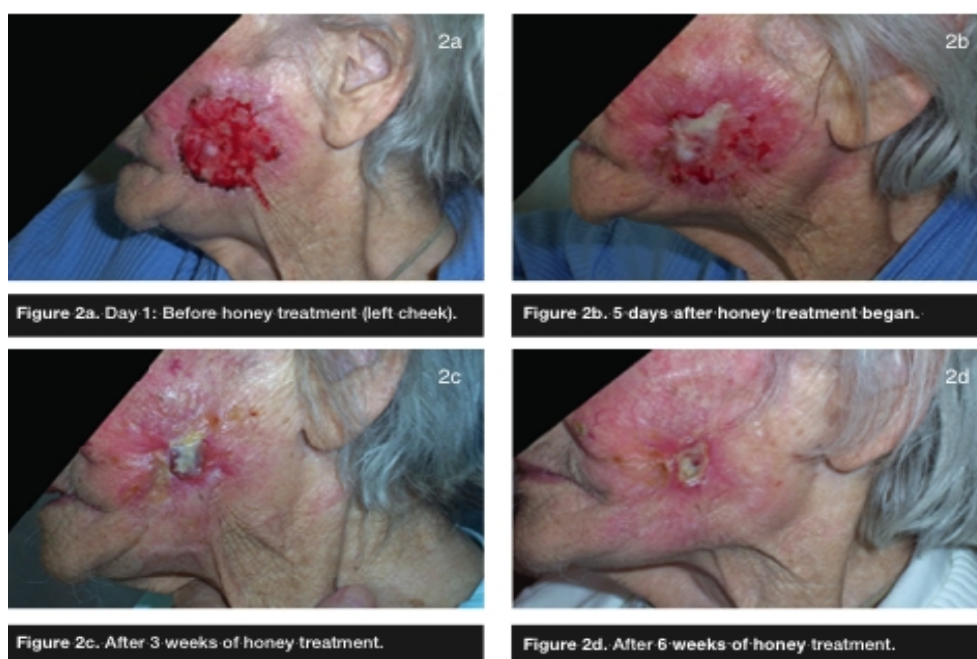 2a
2b
Figure 2a. Day 1: Before honey treatment (left cheek).
Figure 2b. 5 days after honey treatment began.
2c
2d
Figure 2c. After 3 weeks of honey treatment.
Figure 2d. After 6 weeks of honey treatment.